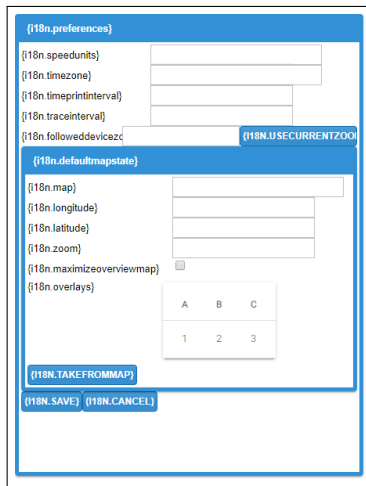 {i18n.preferences}
{i18n.speedunits}
{i18n.timezone}
{i18n.timeprintinterval}
{i18n.traceinterval}
{i18n.followeddevicezo {I18N.USECURRENTZOO
{i18n.defaultmapstate}
{i18n.map}
{i18n.longitude}
{i18n.latitude}
{i18n.zoom}
{i18n.maximizeoverviewmap}
{i18n.overlays}
A B C
1 2 3
{I18N.TAKEFROMMAP}
{I18N.SAVE} {I18N.CANCEL}